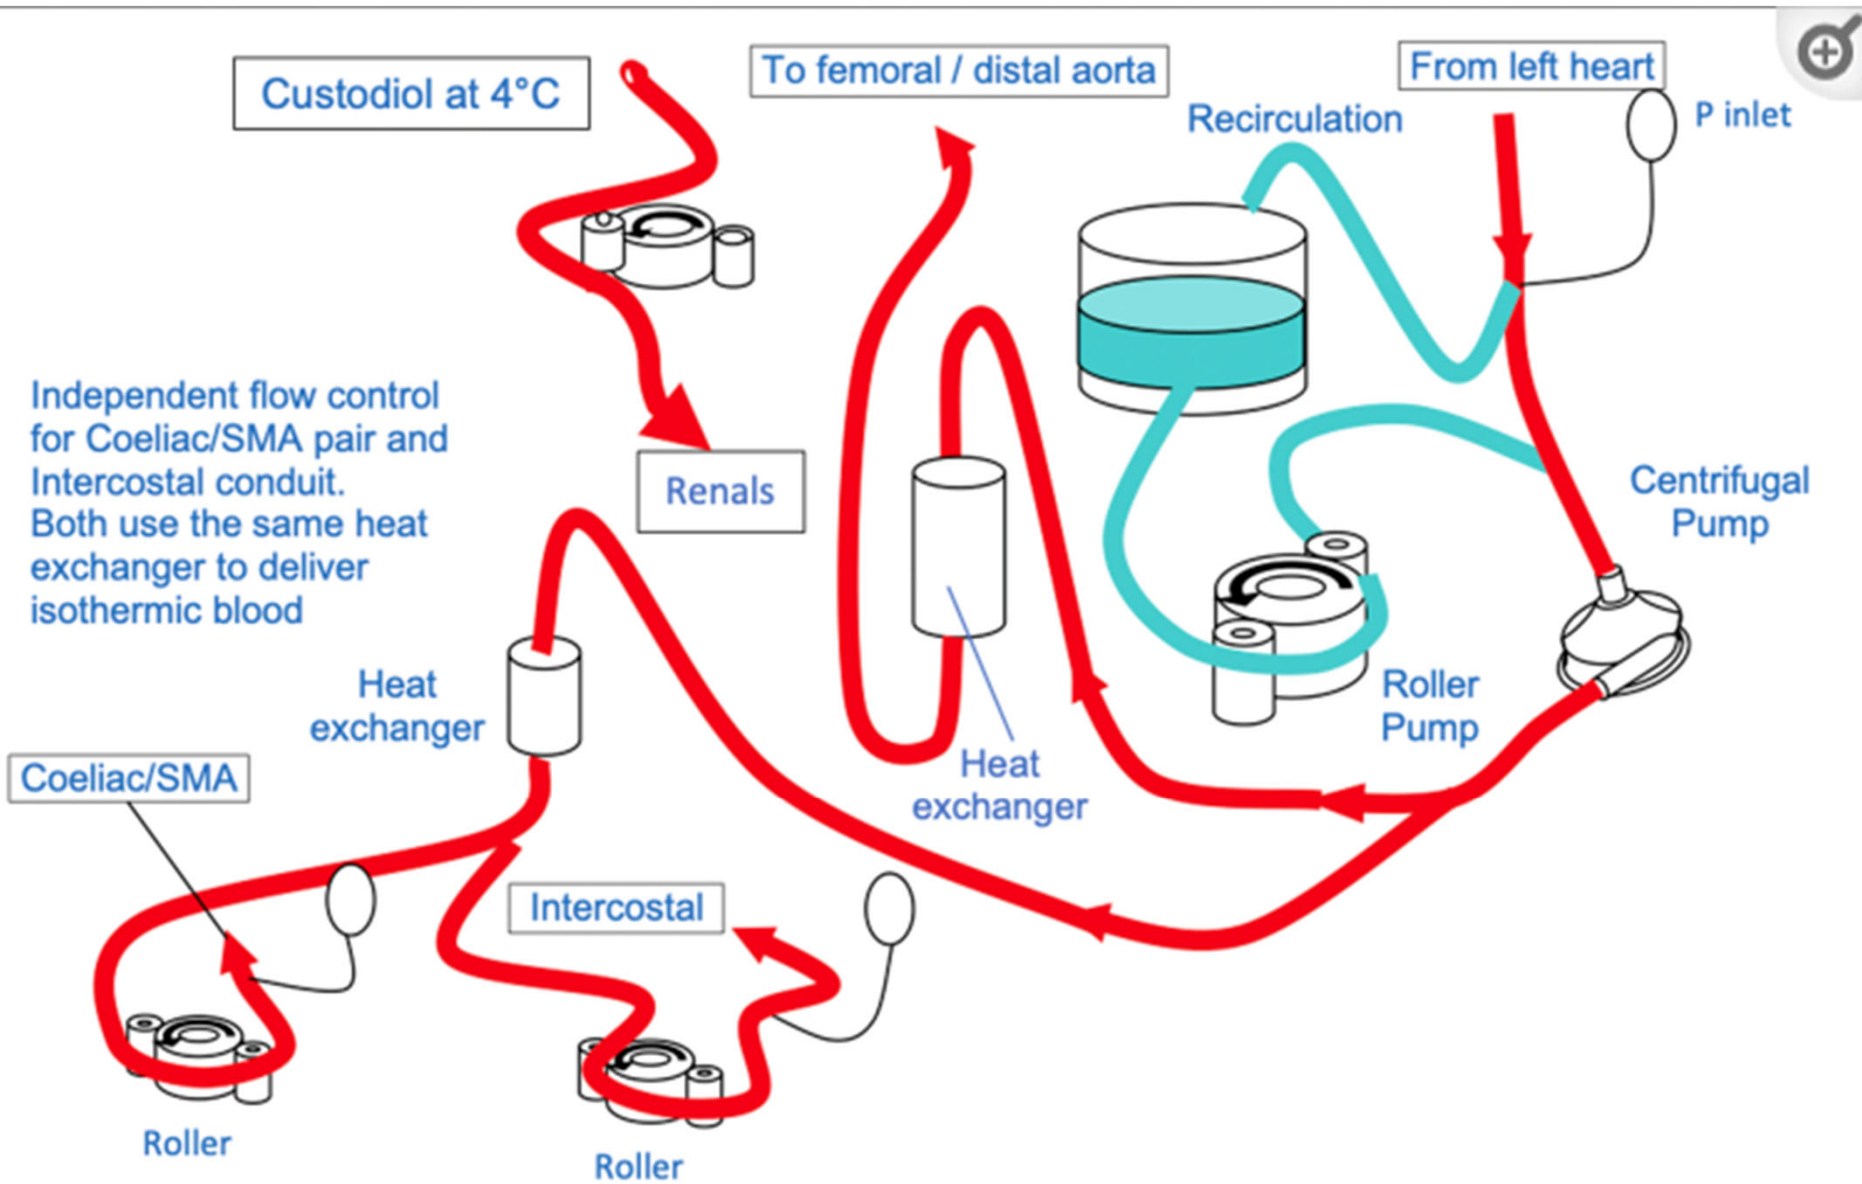 Custodiol at 4°C
To femoral / distal aorta
From left heart
Recirculation
P inlet
Independent flow control
for Coeliac/SMA pair and
Intercostal conduit.
Both use the same heat
exchanger to deliver
isothermic blood
Renals
Centrifugal
Pump
Heat
exchanger
Roller
Pump
Coeliac/SMA
Heat
exchanger
Intercostal
Roller
Roller